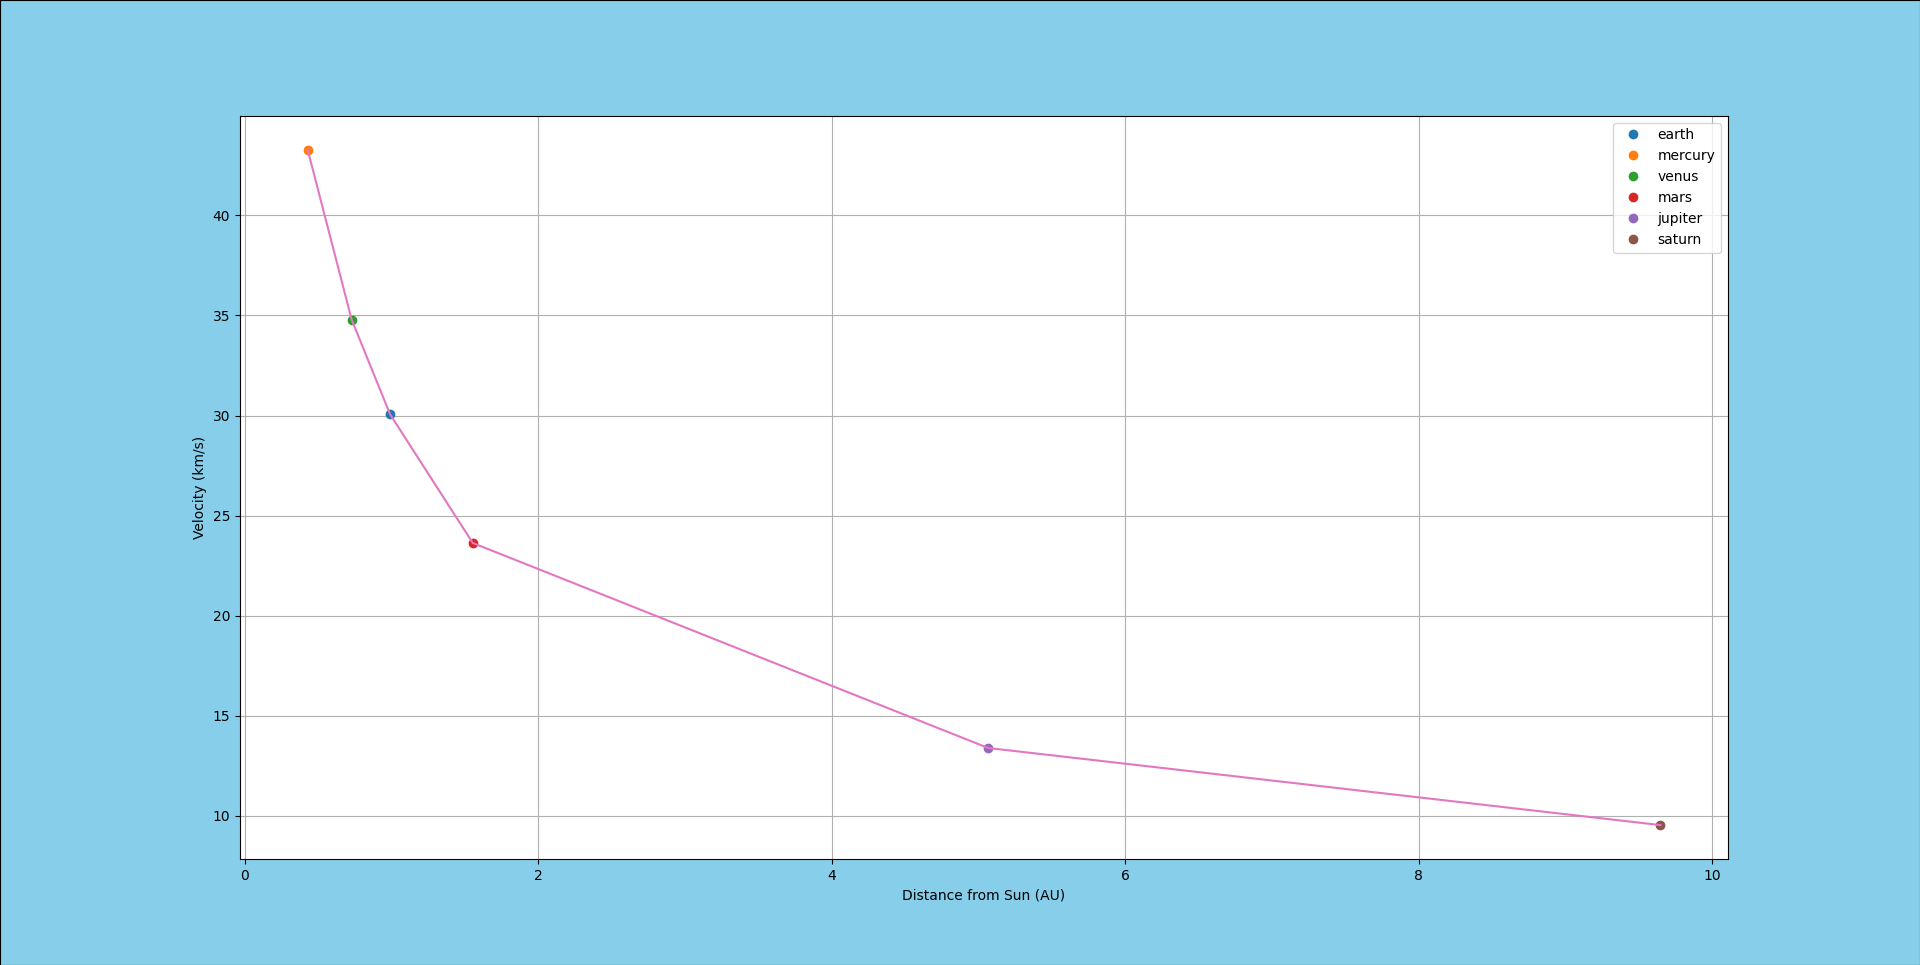 earth
mercury
venus
mars
jupiter
saturn
40
35
30
25
20
15
10
Velocity (km/s)
0 2 4 6 8 10
Distance from Sun (AU)